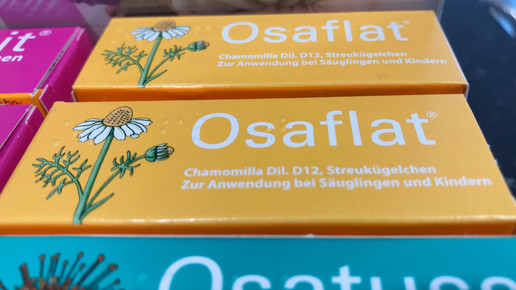 Osaflat®
Chamomilla Dil. D12, Streukügelchen
Zur Anwendung bei Säuglingen und Kindern
Osaflat®
Chamomilla Dil. D12, Streukügelchen
Zur Anwendung bei Säuglingen und Kindern